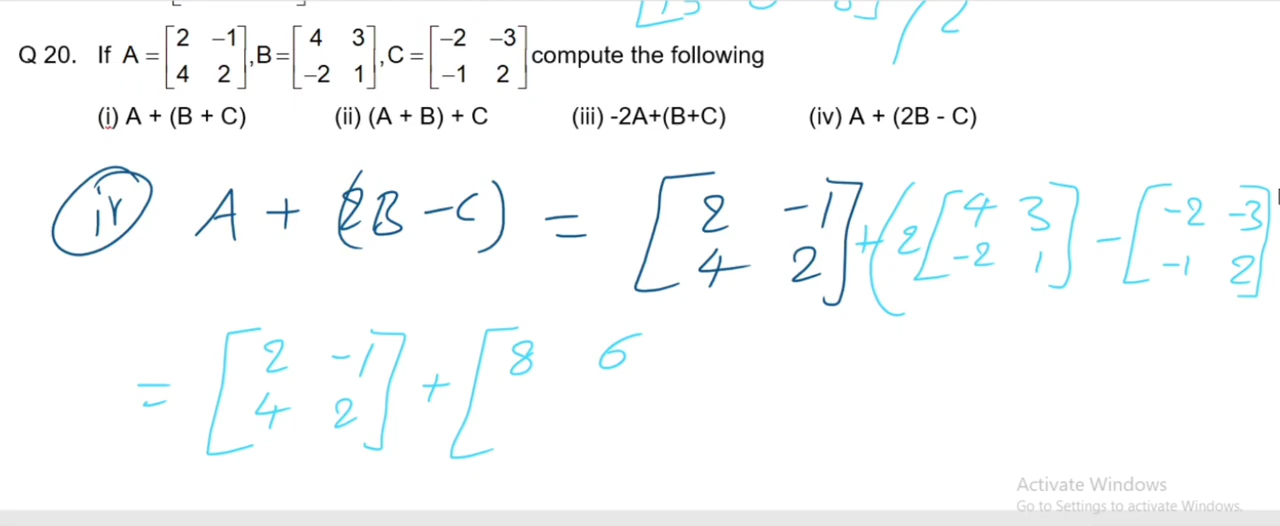 Q 20. If A = [2 -1; 4 2], B = [4 3; -2 1], C = [-2 -3; -1 2] compute the following
(i) A + (B + C) (ii) (A + B) + C (iii) -2A+(B+C) (iv) A + (2B - C)
iv A + (2B - C) = [2 -1; 4 2] + (2 [4 3; -2 1] - [-2 -3; -1 2]
= [2 -1; 4 2] + [8 6
Activate Windows
Go to Settings to activate Windows.